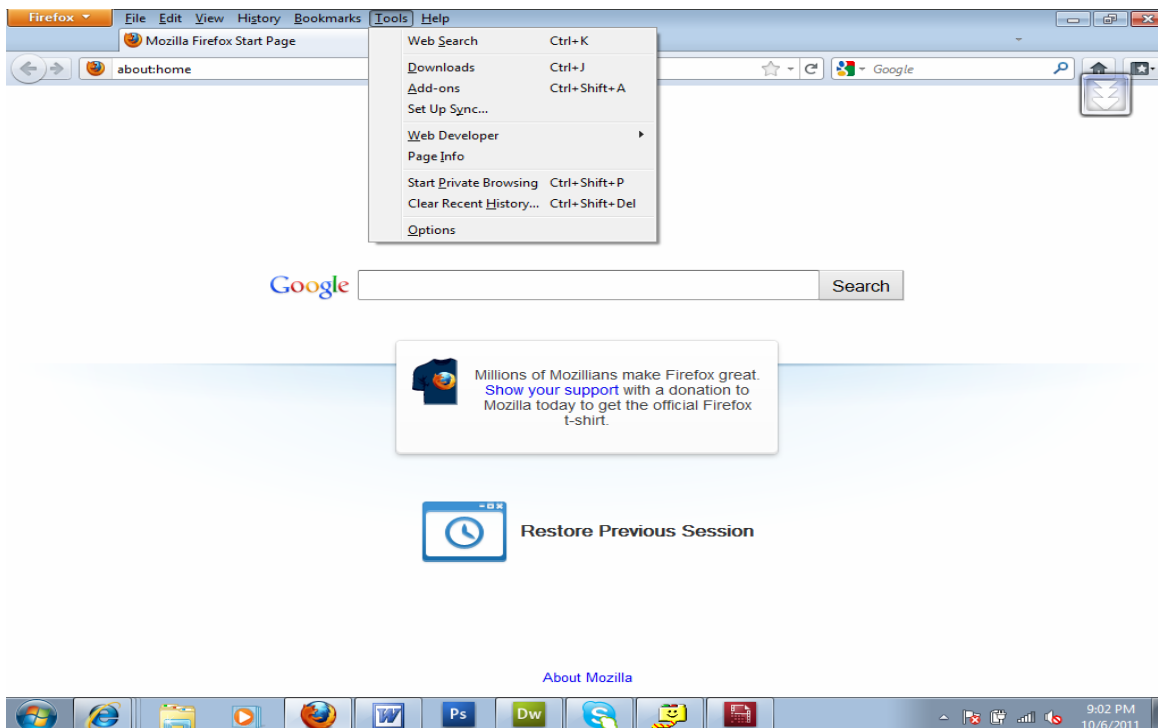 Firefox
File Edit View History Bookmarks Tools Help
Mozilla Firefox Start Page
about:home
Google
Web Search Ctrl+K
Downloads Ctrl+J
Add-ons Ctrl+Shift+A
Set Up Sync...
Web Developer
Page Info
Start Private Browsing Ctrl+Shift+P
Clear Recent History... Ctrl+Shift+Del
Options
Google
Search
Millions of Mozillians make Firefox great.
Show your support with a donation to
Mozilla today to get the official Firefox
t-shirt.
Restore Previous Session
About Mozilla
W
Ps
Dw
S
9:02 PM
10/6/2011